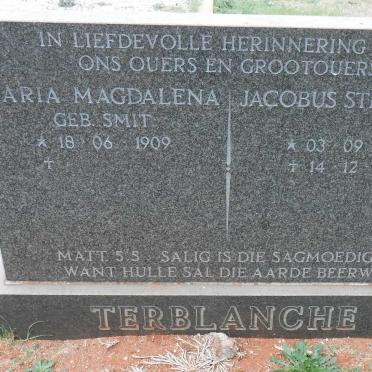 IN LIEFDEVOLLE HERINNERING
ONS OUERS EN GROOTOUER
ARIA MAGDALENA
GEB. SMIT
* 18 · 06 · 1909
†
JACOBUS ST
* 03 · 09
† 14 · 12
MATT. 5:5 · SALIG IS DIE SAGMOEDIG
WANT HULLE SAL DIE AARDE BEERW
TERBLANCHE